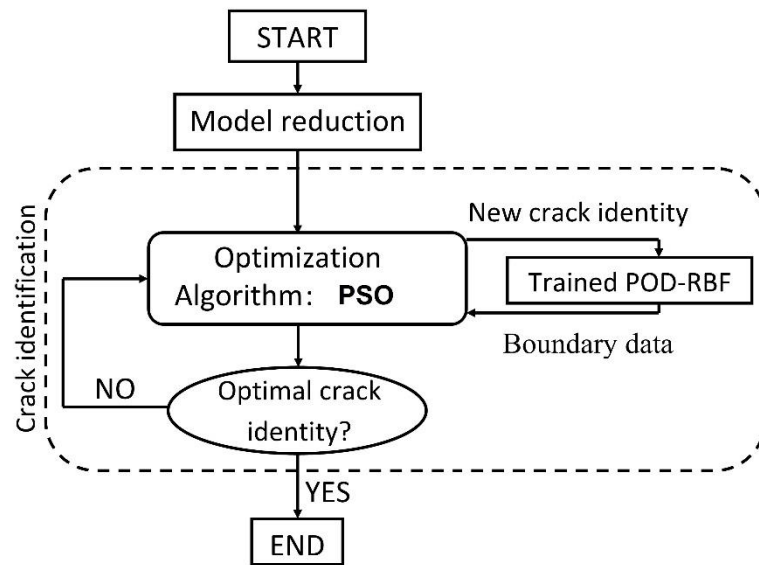 START
Model reduction
Crack identification
New crack identity
Optimization
Algorithm: PSO
Trained POD-RBF
Boundary data
NO
Optimal crack
identity?
YES
END